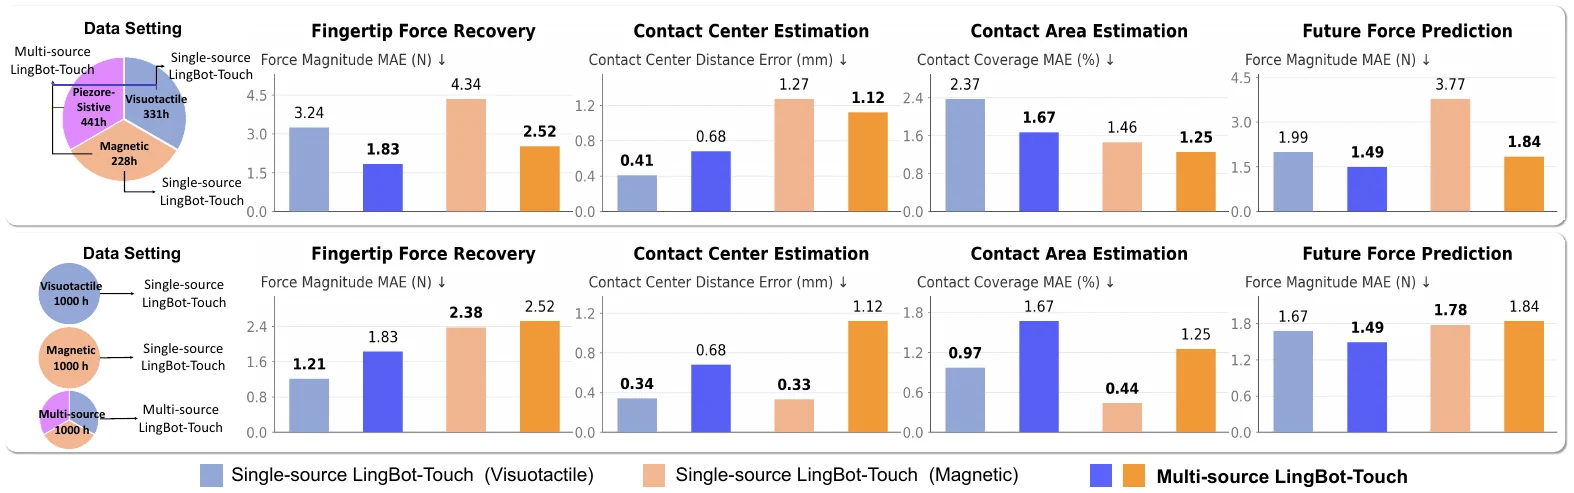 Data Setting
Multi-source
LingBot-Touch
Single-source
LingBot-Touch
Piezore-
Sistive
441h
Visuotactile
331h
Magnetic
228h
Single-source
LingBot-Touch
Fingertip Force Recovery
Force Magnitude MAE (N) ↓
4.5
3.0
1.5
0.0
3.24
1.83
4.34
2.52
Contact Center Estimation
Contact Center Distance Error (mm) ↓
1.2
0.8
0.4
0.0
0.41
0.68
1.27
1.12
Contact Area Estimation
Contact Coverage MAE (%) ↓
2.4
1.6
0.8
0.0
2.37
1.67
1.46
1.25
Future Force Prediction
Force Magnitude MAE (N) ↓
4.5
3.0
1.5
0.0
1.99
1.49
3.77
1.84
Data Setting
Visuotactile
1000 h
Single-source
LingBot-Touch
Magnetic
1000 h
Single-source
LingBot-Touch
Multi-source
1000 h
Multi-source
LingBot-Touch
Fingertip Force Recovery
Force Magnitude MAE (N) ↓
2.4
1.6
0.8
0.0
1.21
1.83
2.38
2.52
Contact Center Estimation
Contact Center Distance Error (mm) ↓
1.2
0.8
0.4
0.0
0.34
0.68
0.33
1.12
Contact Area Estimation
Contact Coverage MAE (%) ↓
1.8
1.2
0.6
0.0
0.97
1.67
0.44
1.25
Future Force Prediction
Force Magnitude MAE (N) ↓
1.8
1.2
0.6
0.0
1.67
1.49
1.78
1.84
Single-source LingBot-Touch (Visuotactile)
Single-source LingBot-Touch (Magnetic)
Multi-source LingBot-Touch